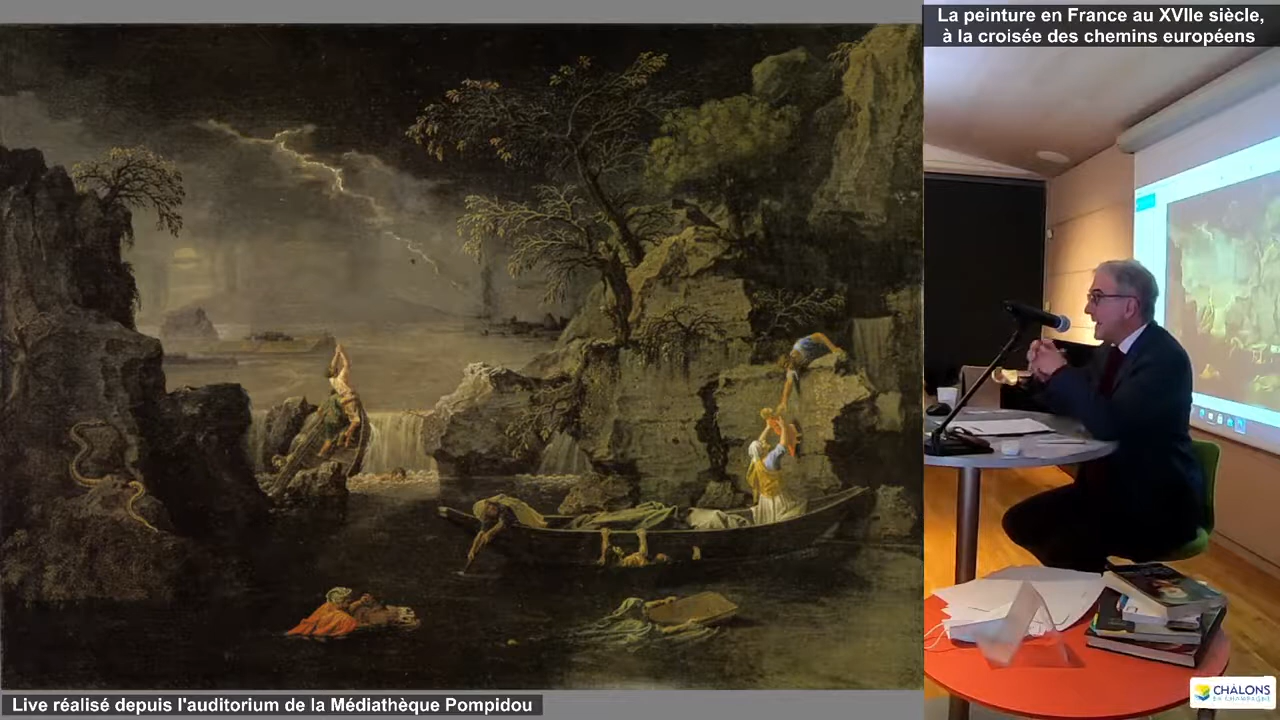 La peinture en France au XVIIe siècle,
à la croisée des chemins européens
Live réalisé depuis l'auditorium de la Médiathèque Pompidou
CHÂLONS
EN CHAMPAGNE